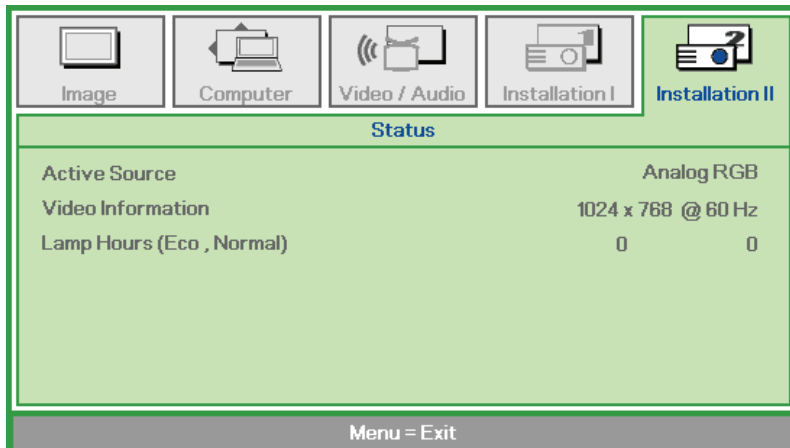 Image Computer Video / Audio Installation I Installation II
Status
Active Source Analog RGB
Video Information 1024 x 768 @ 60 Hz
Lamp Hours (Eco , Normal) 0 0
Menu = Exit